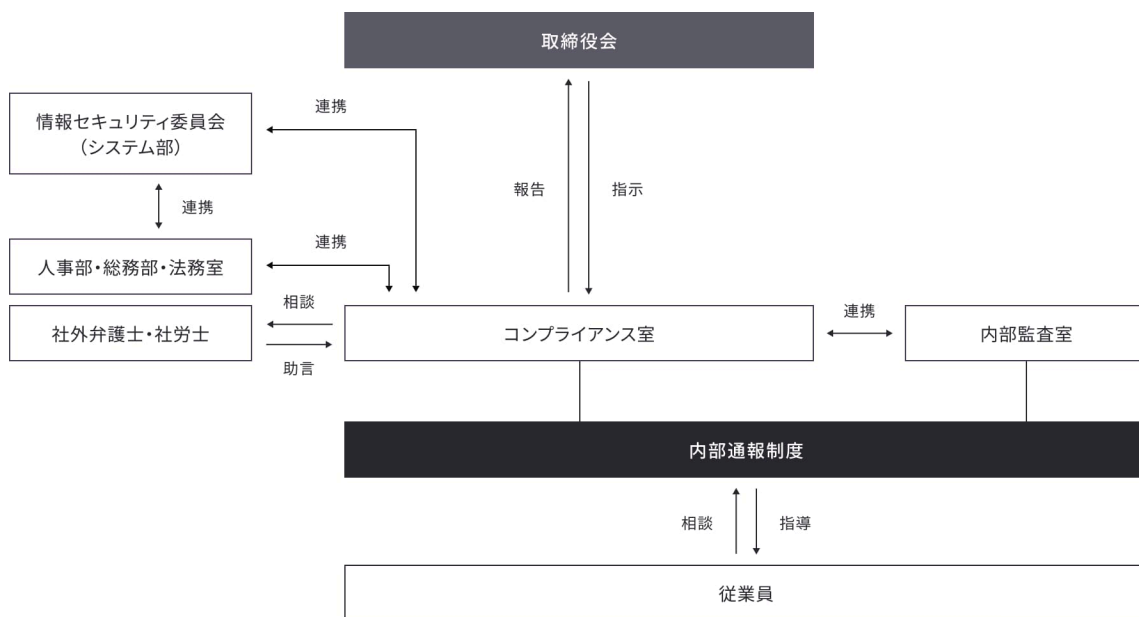 取締役会
連携
情報セキュリティ委員会
（システム部）
報告
指示
連携
連携
人事部・総務部・法務室
相談
社外弁護士・社労士
助言
コンプライアンス室
連携
内部監査室
内部通報制度
相談
指導
従業員